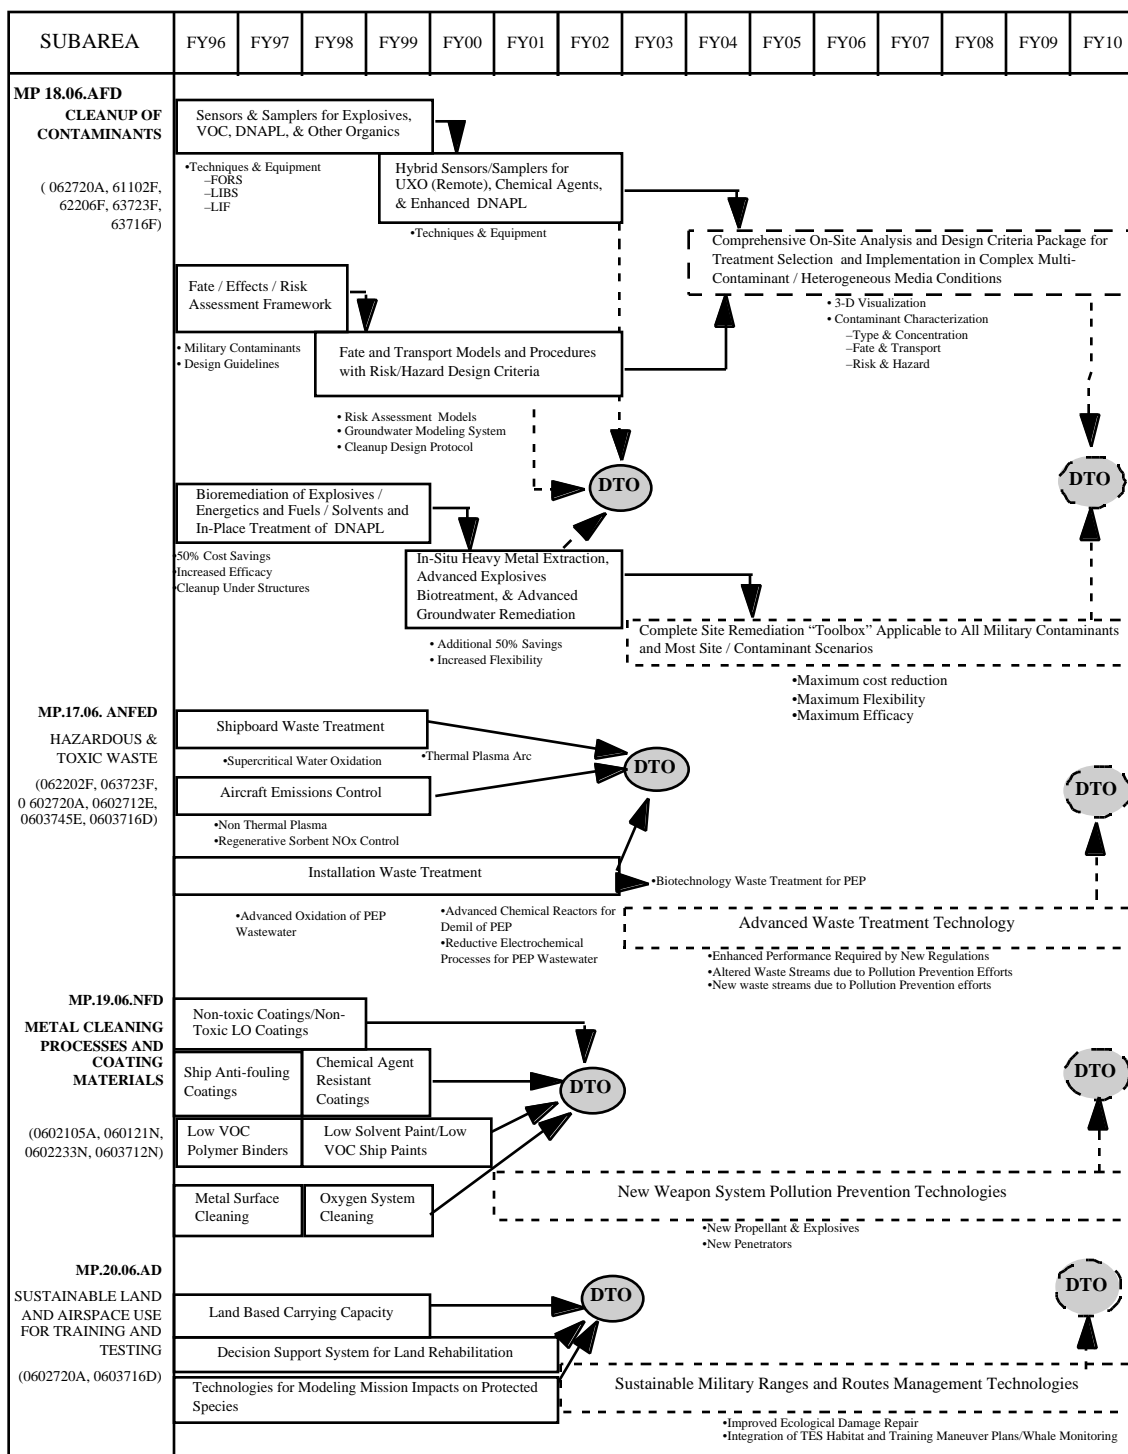 SUBAREA FY96 FY97 FY98 FY99 FY00 FY01 FY02 FY03 FY04 FY05 FY06 FY07 FY08 FY09 FY10
MP 18.06.AFD
CLEANUP OF
CONTAMINANTS
( 062720A, 61102F,
62206F, 63723F,
63716F)
Sensors & Samplers for Explosives,
VOC, DNAPL, & Other Organics
•Techniques & Equipment
–FORS
–LIBS
–LIF
Hybrid Sensors/Samplers for
UXO (Remote), Chemical Agents,
& Enhanced DNAPL
•Techniques & Equipment
Comprehensive On-Site Analysis and Design Criteria Package for
Treatment Selection and Implementation in Complex Multi-
Contaminant / Heterogeneous Media Conditions
• 3-D Visualization
• Contaminant Characterization
–Type & Concentration
–Fate & Transport
–Risk & Hazard
Fate / Effects / Risk
Assessment Framework
• Military Contaminants
• Design Guidelines
Fate and Transport Models and Procedures
with Risk/Hazard Design Criteria
• Risk Assessment Models
• Groundwater Modeling System
• Cleanup Design Protocol
DTO
DTO
Bioremediation of Explosives /
Energetics and Fuels / Solvents and
In-Place Treatment of DNAPL
•50% Cost Savings
•Increased Efficacy
•Cleanup Under Structures
In-Situ Heavy Metal Extraction,
Advanced Explosives
Biotreatment, & Advanced
Groundwater Remediation
• Additional 50% Savings
• Increased Flexibility
Complete Site Remediation “Toolbox” Applicable to All Military Contaminants
and Most Site / Contaminant Scenarios
•Maximum cost reduction
•Maximum Flexibility
•Maximum Efficacy
MP.17.06. ANFED
HAZARDOUS &
TOXIC WASTE
(062202F, 063723F,
0 602720A, 0602712E,
0603745E, 0603716D)
Shipboard Waste Treatment
•Supercritical Water Oxidation
•Thermal Plasma Arc
DTO
DTO
Aircraft Emissions Control
•Non Thermal Plasma
•Regenerative Sorbent NOx Control
Installation Waste Treatment
•Biotechnology Waste Treatment for PEP
•Advanced Oxidation of PEP
Wastewater
•Advanced Chemical Reactors for
Demil of PEP
•Reductive Electrochemical
Processes for PEP Wastewater
Advanced Waste Treatment Technology
•Enhanced Performance Required by New Regulations
•Altered Waste Streams due to Pollution Prevention Efforts
•New waste streams due to Pollution Prevention efforts
MP.19.06.NFD
METAL CLEANING
PROCESSES AND
COATING
MATERIALS
(0602105A, 060121N,
0602233N, 0603712N)
Non-toxic Coatings/Non-
Toxic LO Coatings
Ship Anti-fouling
Coatings
Chemical Agent
Resistant
Coatings
DTO
DTO
Low VOC
Polymer Binders
Low Solvent Paint/Low
VOC Ship Paints
Metal Surface
Cleaning
Oxygen System
Cleaning
New Weapon System Pollution Prevention Technologies
•New Propellant & Explosives
•New Penetrators
MP.20.06.AD
SUSTAINABLE LAND
AND AIRSPACE USE
FOR TRAINING AND
TESTING
(0602720A, 0603716D)
Land Based Carrying Capacity
DTO
DTO
Decision Support System for Land Rehabilitation
Technologies for Modeling Mission Impacts on Protected
Species
Sustainable Military Ranges and Routes Management Technologies
•Improved Ecological Damage Repair
•Integration of TES Habitat and Training Maneuver Plans/Whale Monitoring